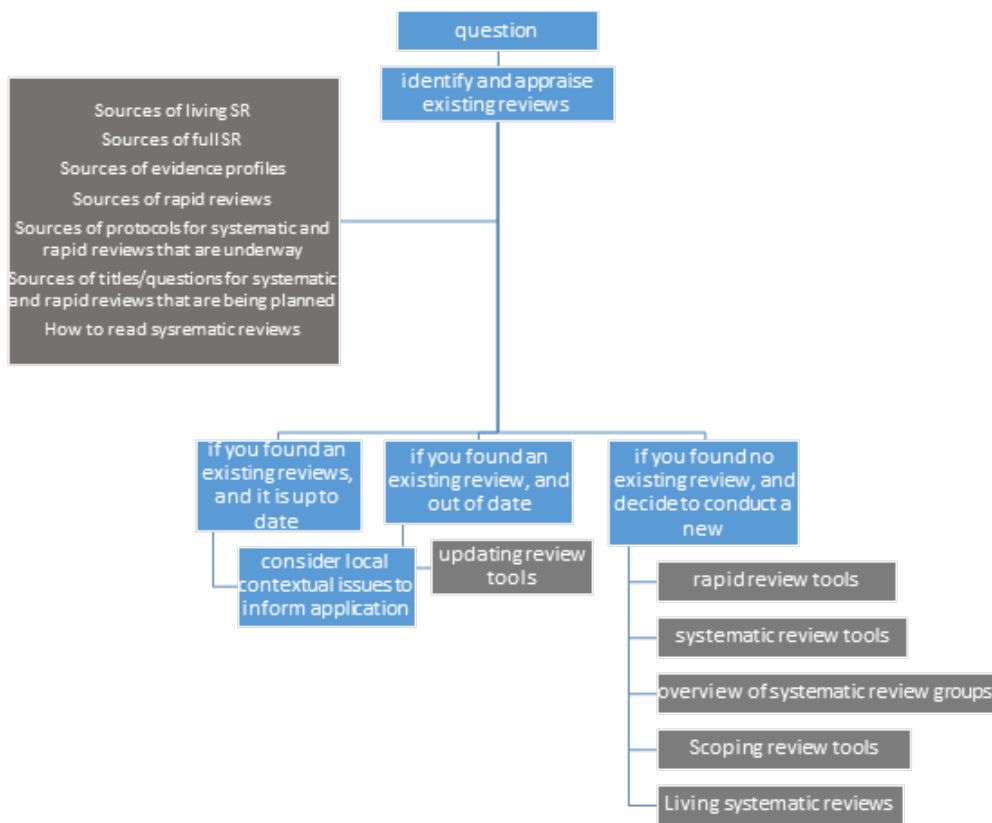 question
identify and appraise
existing reviews
Sources of living SR
Sources of full SR
Sources of evidence profiles
Sources of rapid reviews
Sources of protocols for systematic and
rapid reviews that are underway
Sources of titles/questions for systematic
and rapid reviews that are being planned
How to read sysrematic reviews
if you found an
existing reviews,
and it is up to
date
if you found an
existing review, and
out of date
if you found no
existing review, and
decide to conduct a
new
consider local
contextual issues to
inform application
updating review
tools
rapid review tools
systematic review tools
overview of systematic review groups
Scoping review tools
Living systematic reviews